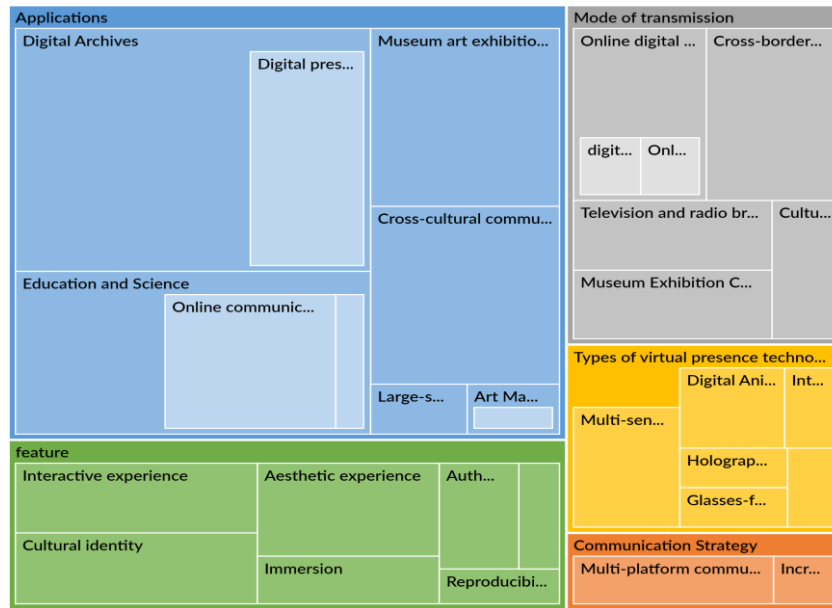 Applications
Digital Archives
Digital pres...
Museum art exhibitio...
Cross-cultural commu...
Education and Science
Online communic...
Large-s...
Art Ma...
Mode of transmission
Online digital ...
Cross-border...
digit...
Onl...
Television and radio br...
Cultu...
Museum Exhibition C...
Types of virtual presence techno...
Digital Ani...
Int...
Multi-sen...
Holograp...
Glasses-f...
feature
Interactive experience
Aesthetic experience
Auth...
Cultural identity
Immersion
Reproducibi...
Communication Strategy
Multi-platform commu...
Incr...